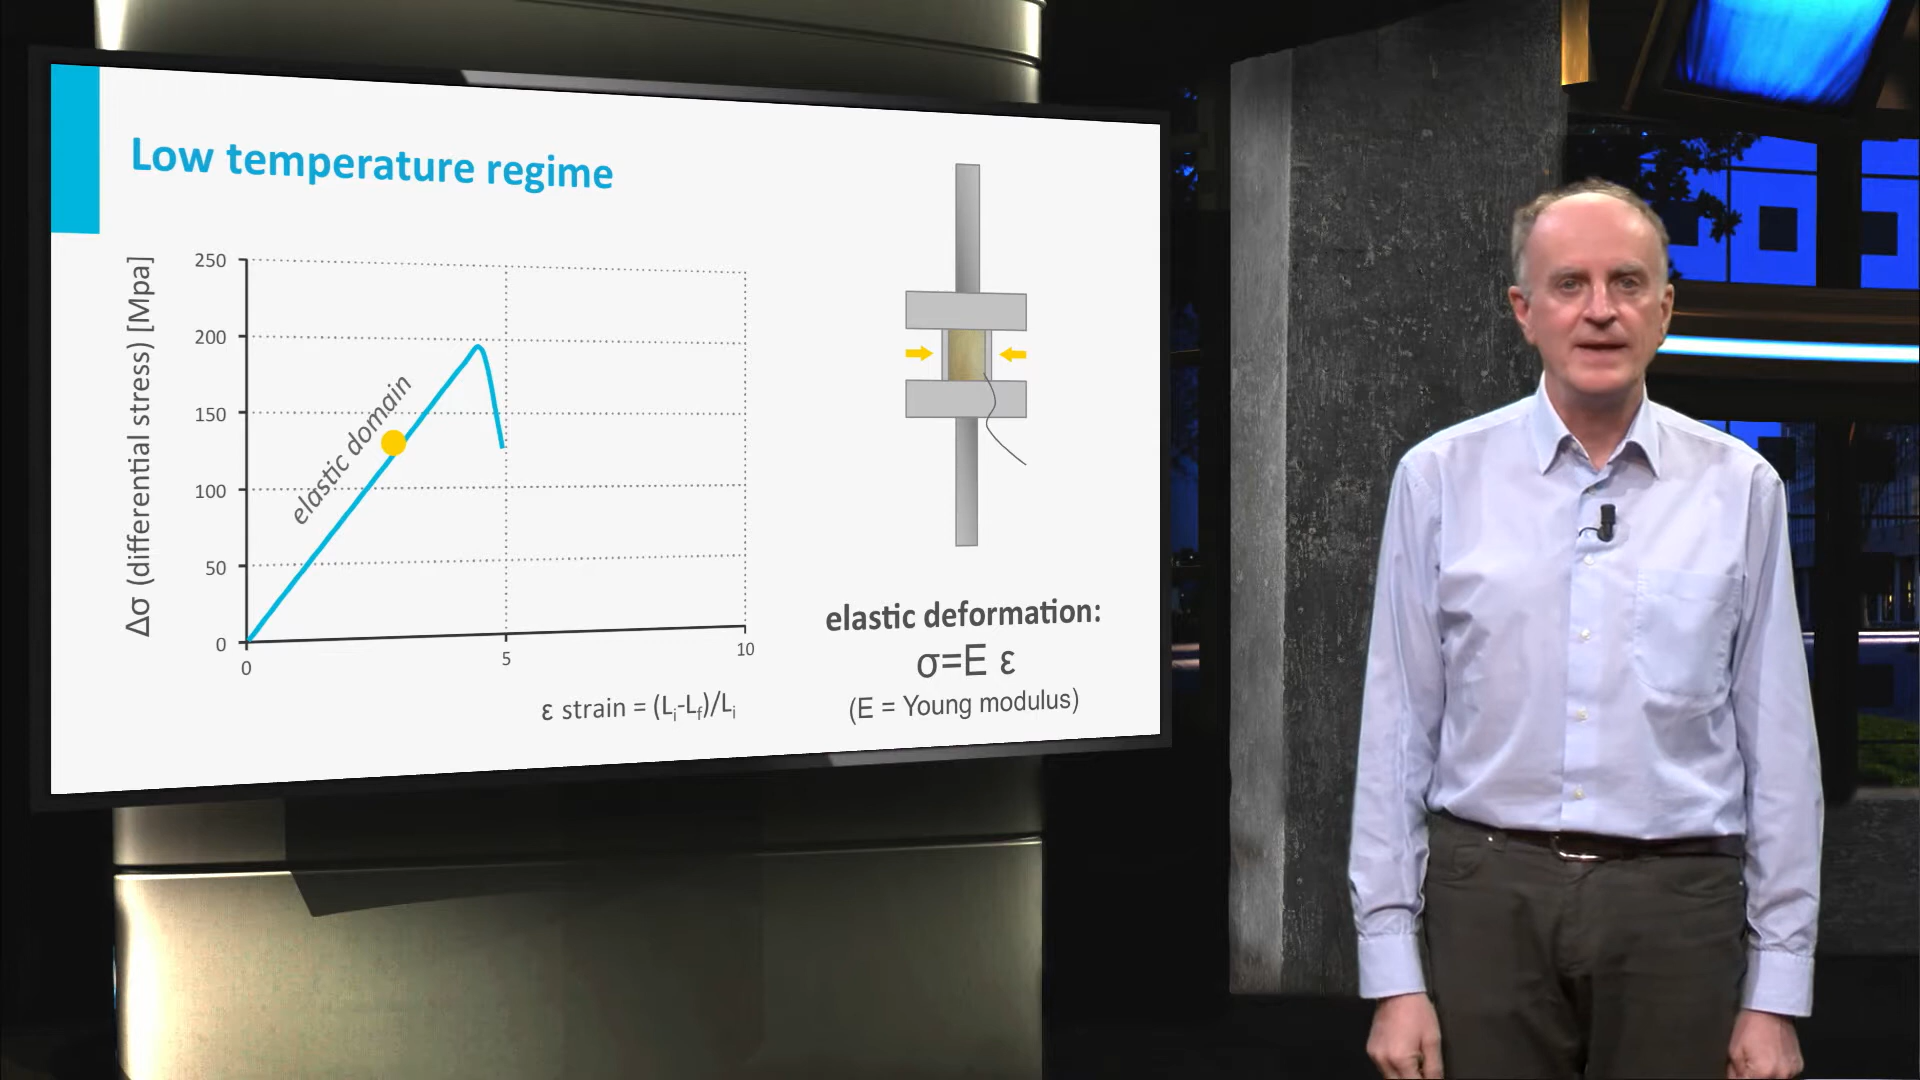 Low temperature regime
Δσ (differential stress) [Mpa]
250
200
150
100
50
0
0
5
10
elastic domain
ε strain = (Li-Lf)/Li
elastic deformation:
σ=E ε
(E = Young modulus)